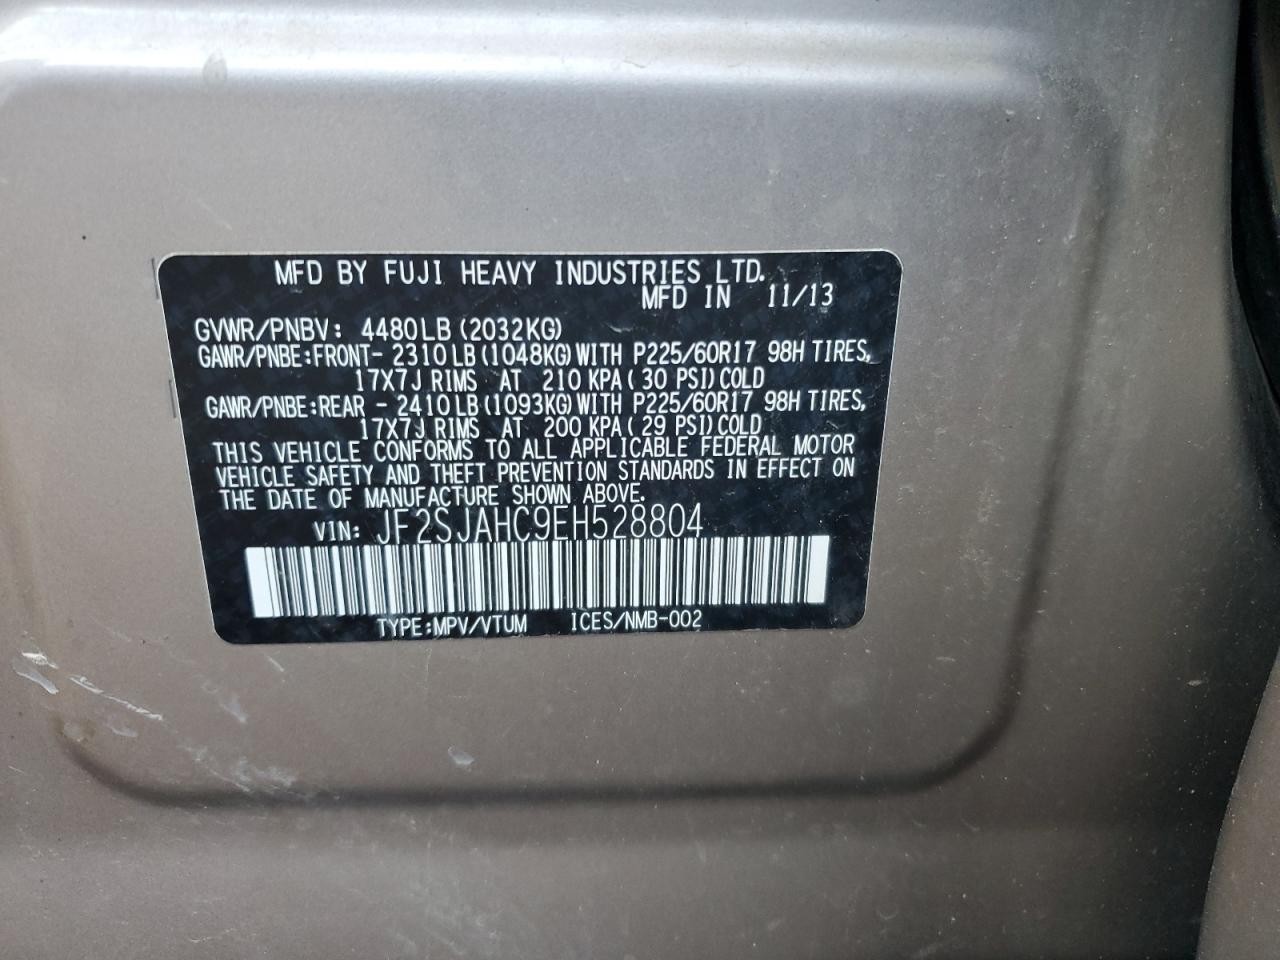 MFD BY FUJI HEAVY INDUSTRIES LTD.
MFD IN 11/13
GVWR/PNBV: 4480LB(2032KG)
GAWR/PNBE:FRONT- 2310LB(1048KG)WITH P225/60R17 98H TIRES,
17X7J RIMS AT 210 KPA( 30 PSI)COLD
GAWR/PNBE:REAR - 2410LB(1093KG)WITH P225/60R17 98H TIRES,
17X7J RIMS AT 200 KPA( 29 PSI)COLD
THIS VEHICLE CONFORMS TO ALL APPLICABLE FEDERAL MOTOR
VEHICLE SAFETY AND THEFT PREVENTION STANDARDS IN EFFECT ON
THE DATE OF MANUFACTURE SHOWN ABOVE.
VIN: JF2SJAHC9EH528804
TYPE:MPV/VTUM ICES/NMB-002